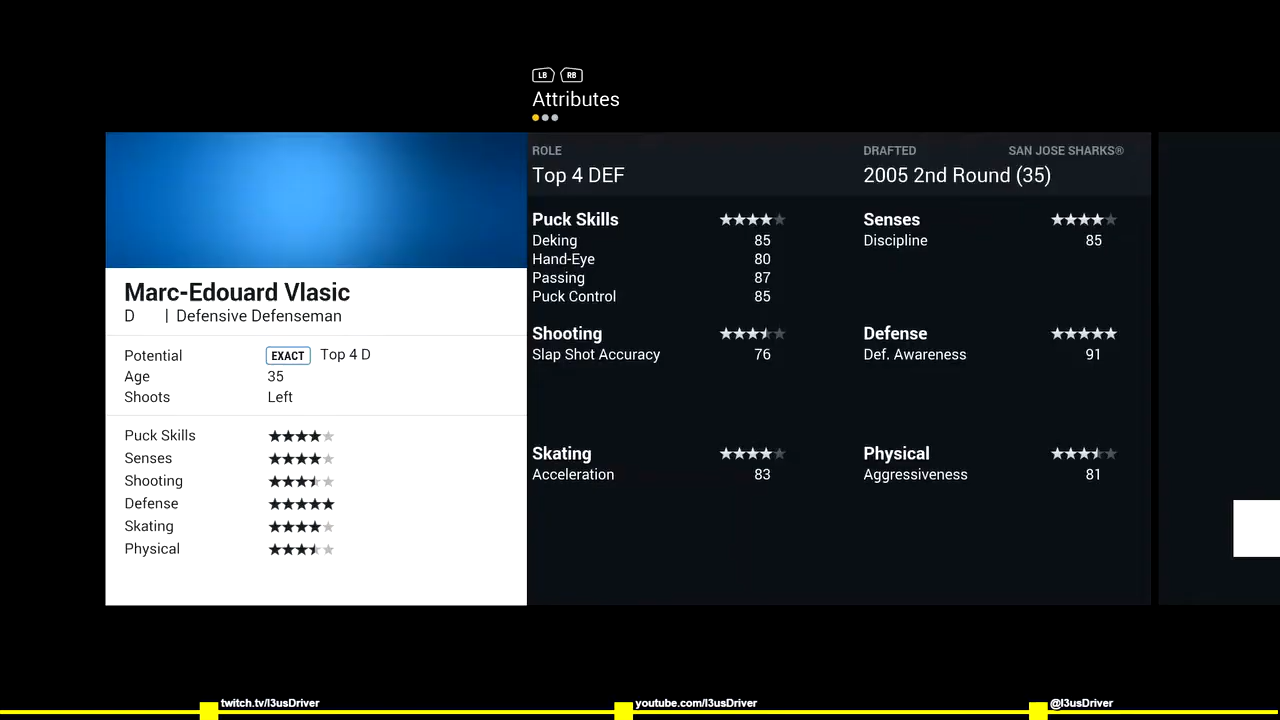 LB RB
Attributes
ROLE
Top 4 DEF
DRAFTED SAN JOSE SHARKS®
2005 2nd Round (35)
Marc-Edouard Vlasic
D | Defensive Defenseman
Potential EXACT Top 4 D
Age 35
Shoots Left
Puck Skills
Senses
Shooting
Defense
Skating
Physical
Puck Skills
Deking 85
Hand-Eye 80
Passing 87
Puck Control 85
Senses
Discipline 85
Shooting
Slap Shot Accuracy 76
Defense
Def. Awareness 91
Skating
Acceleration 83
Physical
Aggressiveness 81
twitch.tv/l3usDriver
youtube.com/l3usDriver
@l3usDriver